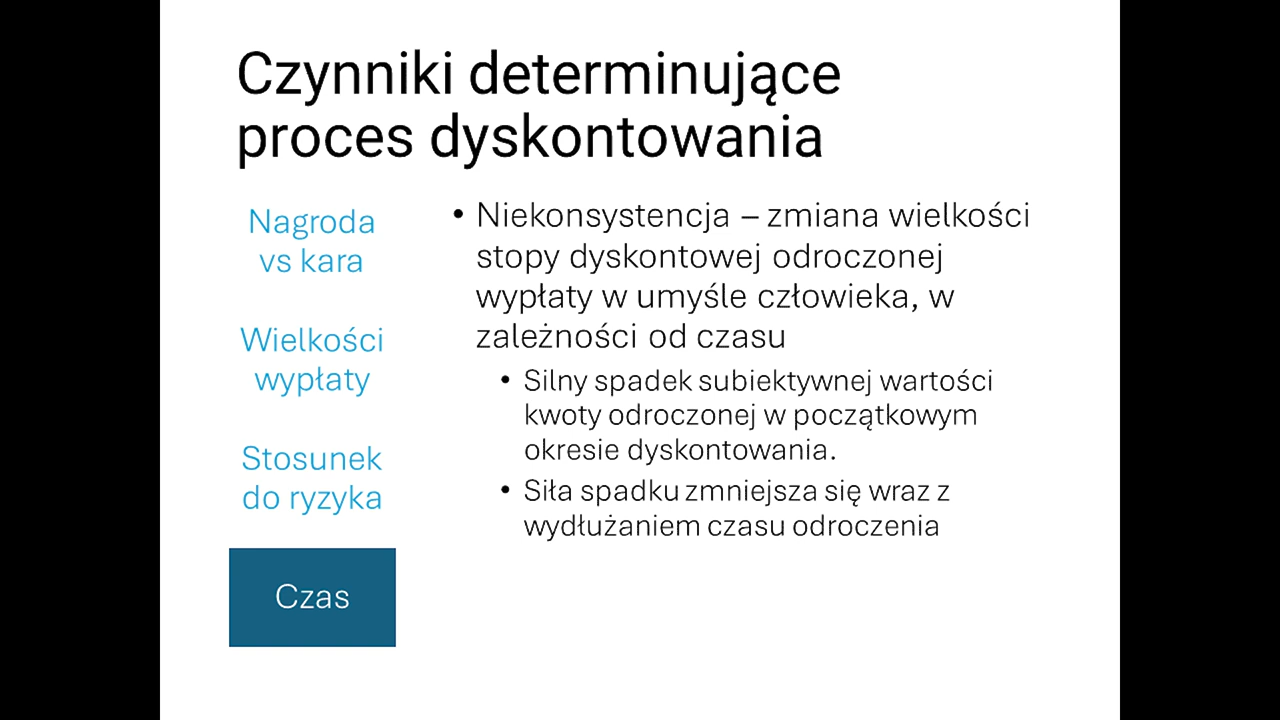 Czynniki determinujące
proces dyskontowania
Nagroda
vs kara
Wielkości
wypłaty
Stosunek
do ryzyka
Czas
• Niekonsystencja – zmiana wielkości
stopy dyskontowej odroczonej
wypłaty w umyśle człowieka, w
zależności od czasu
• Silny spadek subiektywnej wartości
kwoty odroczonej w początkowym
okresie dyskontowania.
• Siła spadku zmniejsza się wraz z
wydłużaniem czasu odroczenia